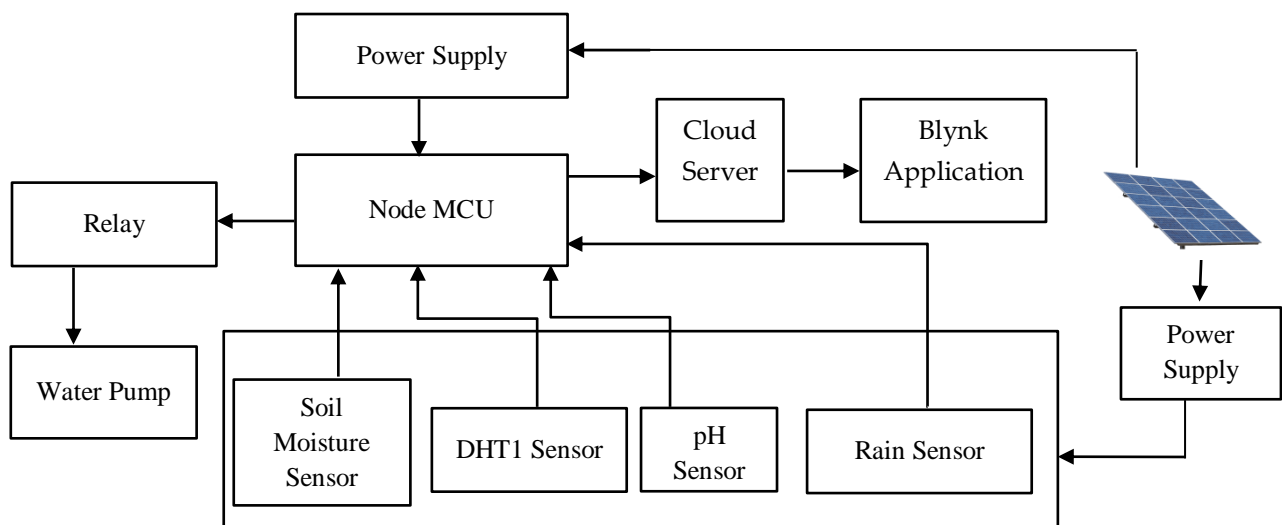 Power Supply
Cloud
Server
Blynk
Application
Node MCU
Relay
Power
Supply
Water Pump
Soil
Moisture
Sensor
DHT1 Sensor
pH
Sensor
Rain Sensor